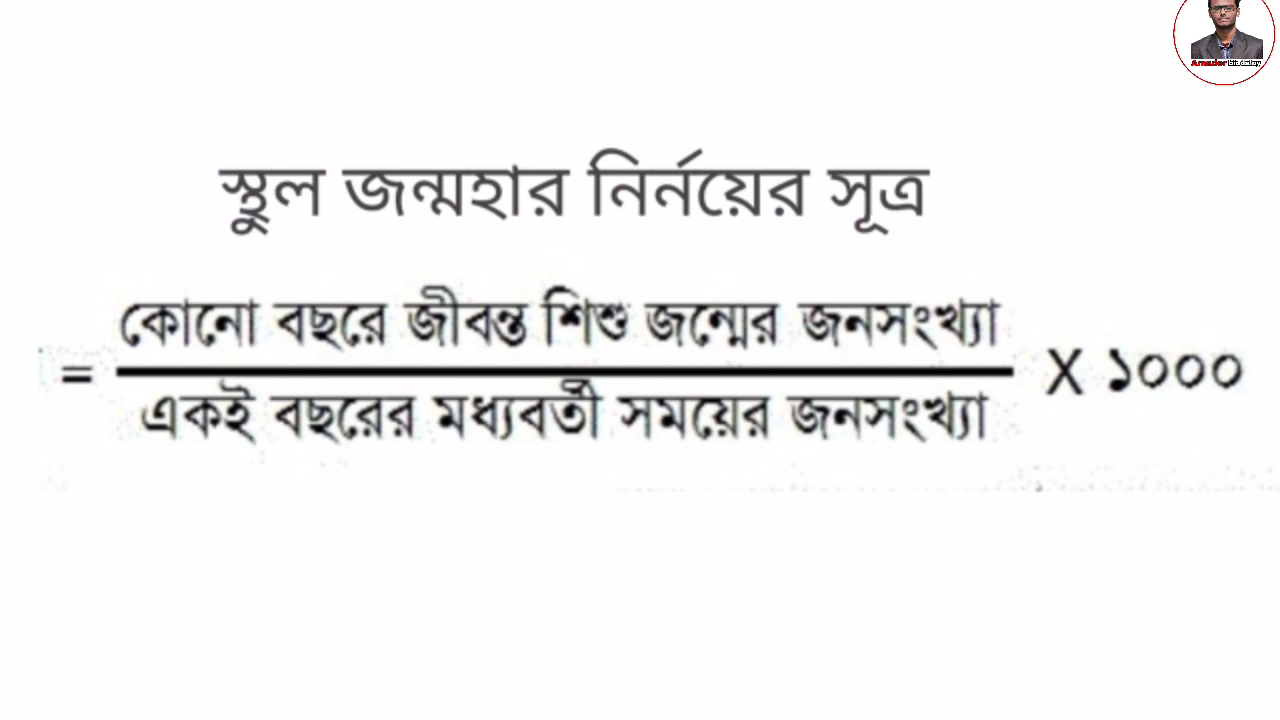 স্থুল জন্মহার নির্নয়ের সূত্র
কোনো বছরে জীবন্ত শিশু জন্মের জনসংখ্যা
= X ১০০০
একই বছরের মধ্যবর্তী সময়ের জনসংখ্যা